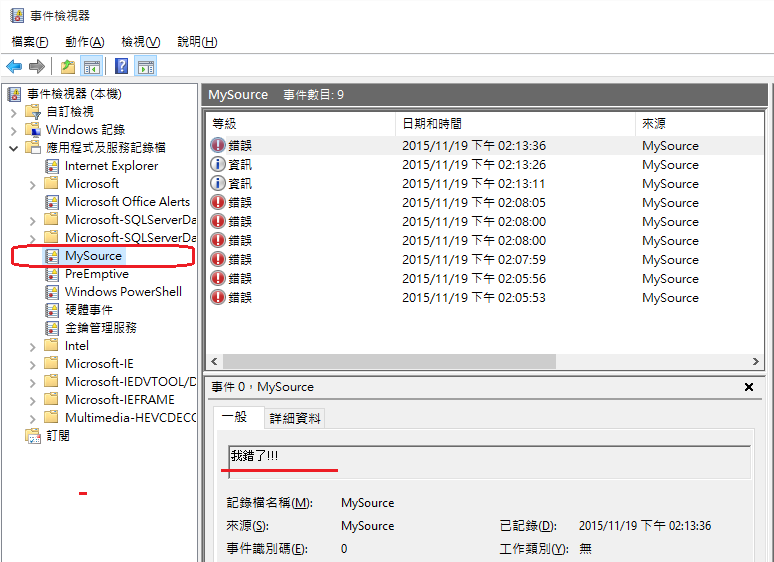 事件檢視器
檔案(F) 動作(A) 檢視(V) 說明(H)
事件檢視器 (本機)
自訂檢視
Windows 記錄
應用程式及服務記錄檔
Internet Explorer
Microsoft
Microsoft Office Alerts
Microsoft-SQLServerDa
Microsoft-SQLServerDa
MySource
PreEmptive
Windows PowerShell
硬體事件
金鑰管理服務
Intel
Microsoft-IE
Microsoft-IEDVTOOL/D
Microsoft-IEFRAME
Multimedia-HEVCDECO
訂閱
MySource 事件數目: 9
等級 日期和時間 來源
錯誤 2015/11/19 下午 02:13:36 MySource
資訊 2015/11/19 下午 02:13:26 MySource
資訊 2015/11/19 下午 02:13:11 MySource
錯誤 2015/11/19 下午 02:08:05 MySource
錯誤 2015/11/19 下午 02:08:00 MySource
錯誤 2015/11/19 下午 02:08:00 MySource
錯誤 2015/11/19 下午 02:07:59 MySource
錯誤 2015/11/19 下午 02:05:56 MySource
錯誤 2015/11/19 下午 02:05:53 MySource
事件 0，MySource
一般 詳細資料
我錯了!!!
記錄檔名稱(M): MySource
來源(S): MySource 已記錄(D): 2015/11/19 下午 02:13:36
事件識別碼(E): 0 工作類別(Y): 無